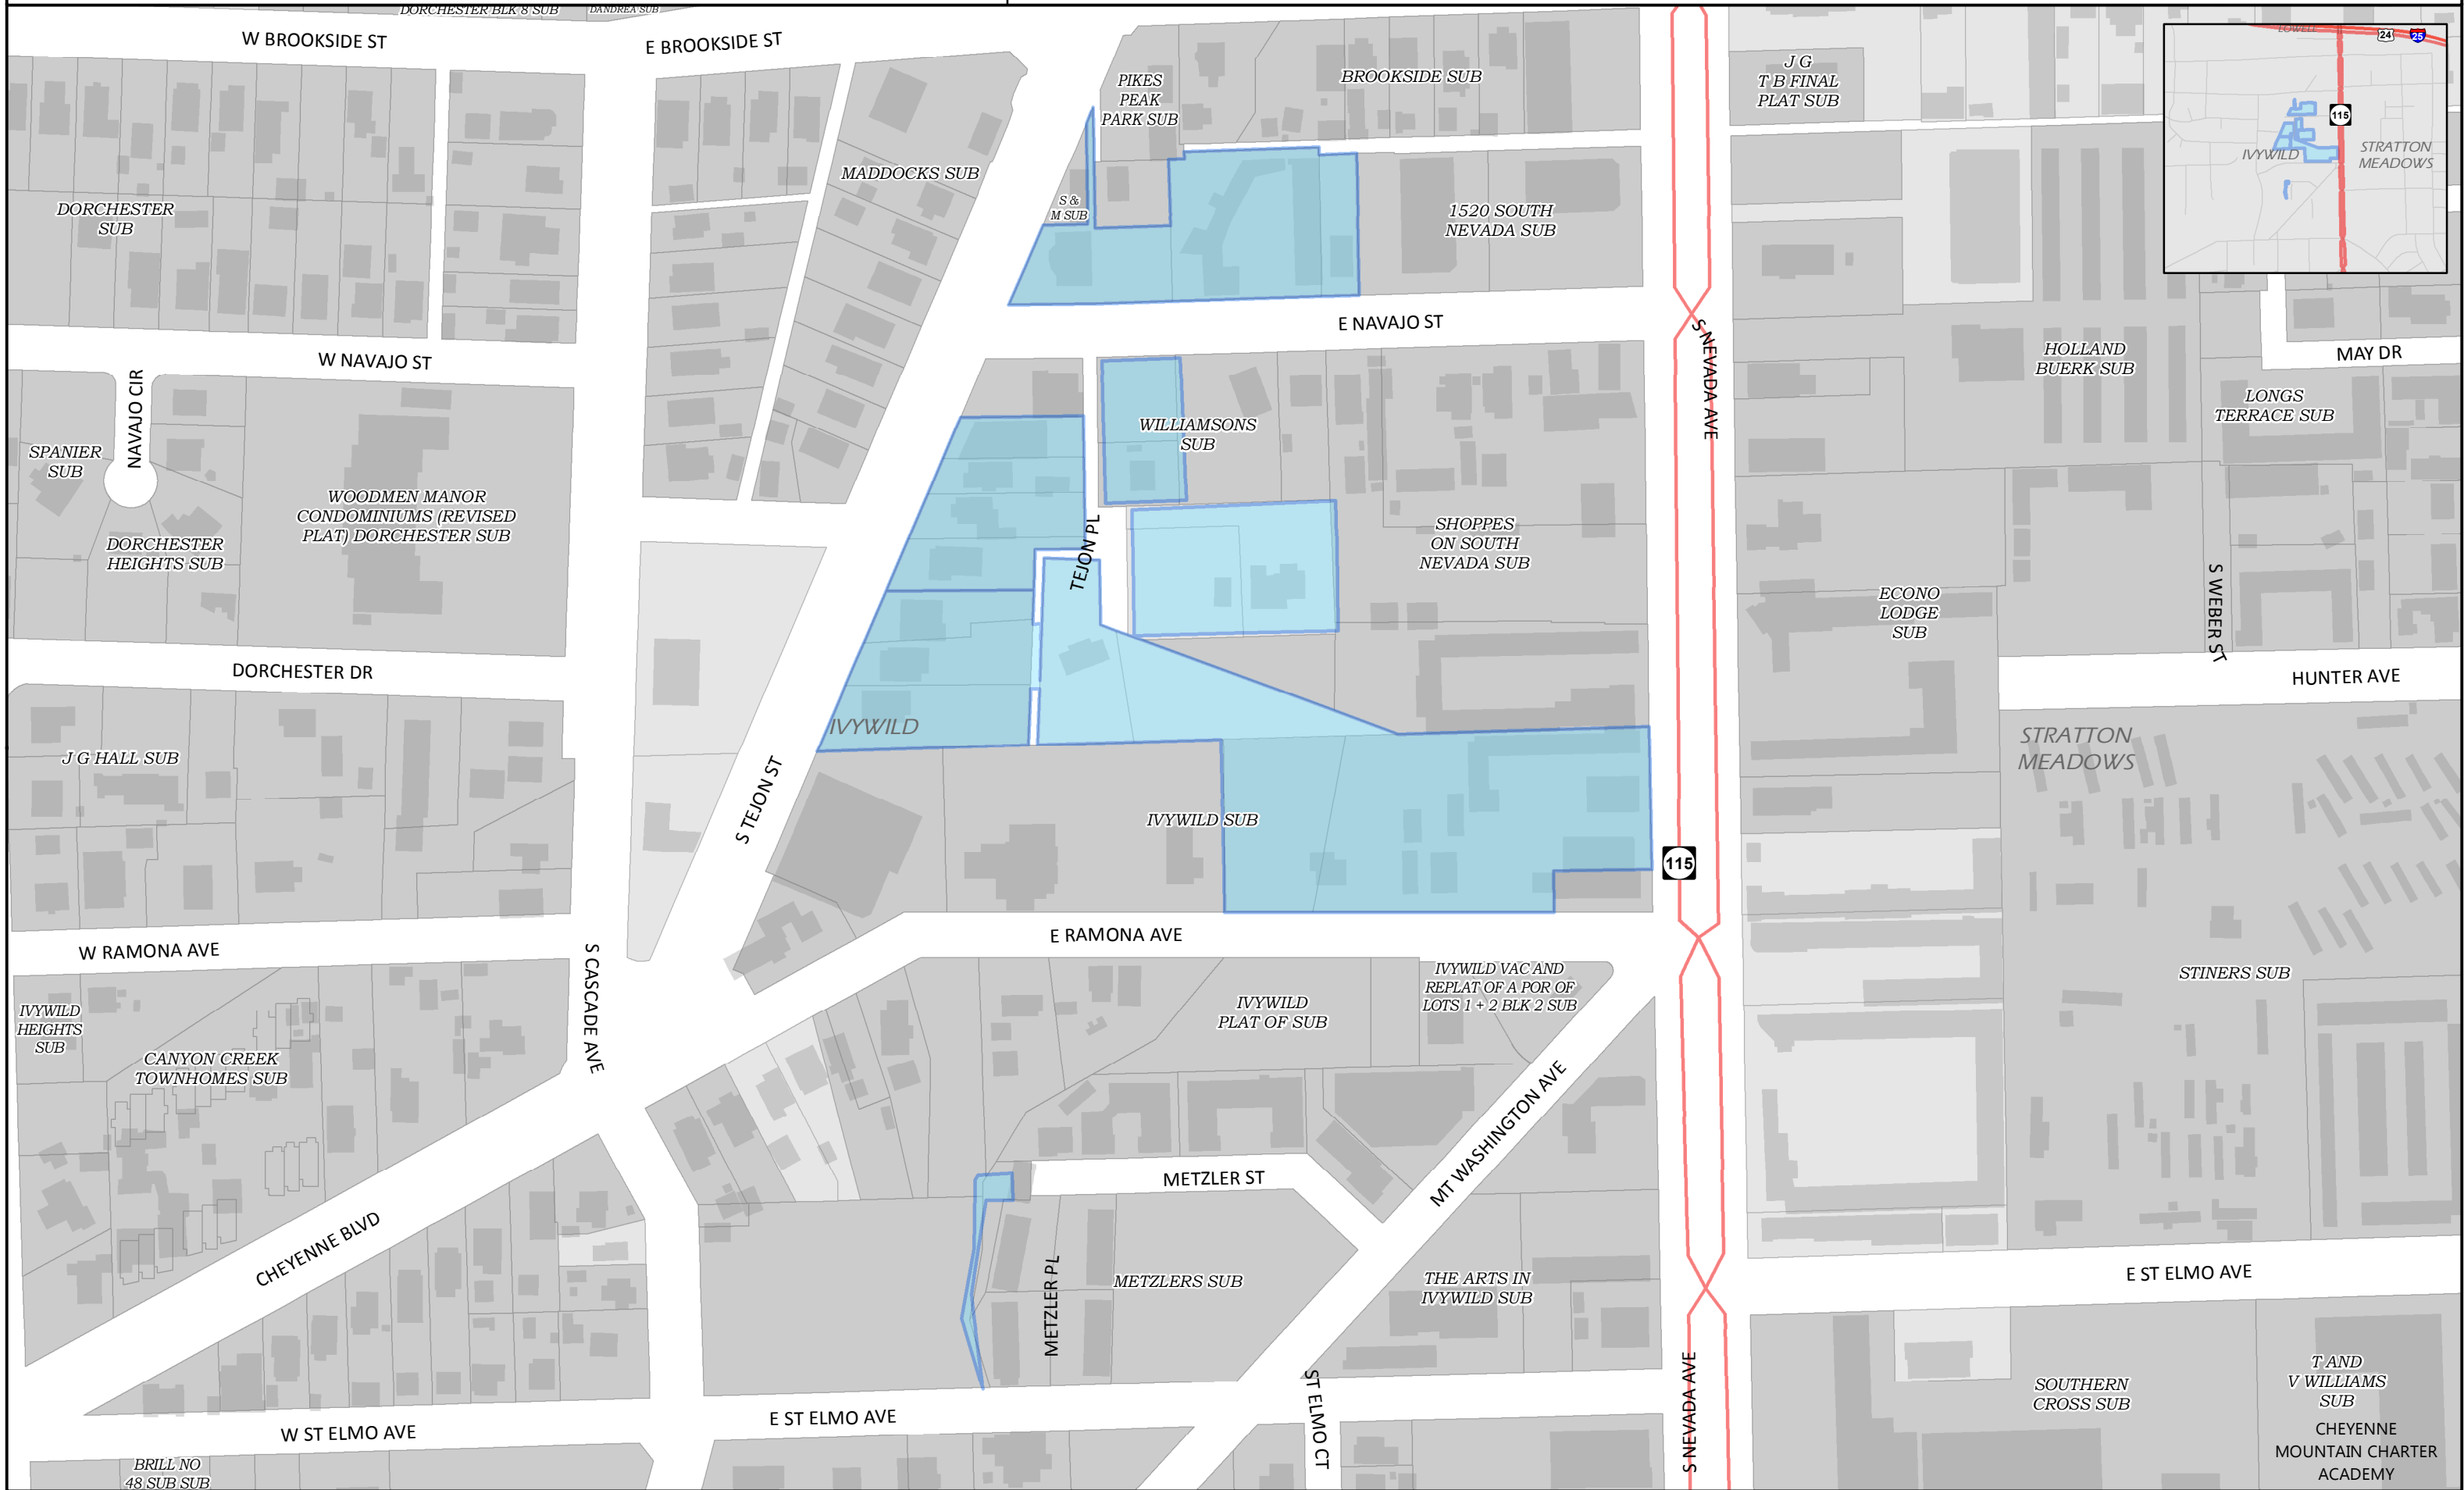 DORCHESTER BLK 8 SUB
DANDREA SUB
W BROOKSIDE ST
E BROOKSIDE ST
PIKES
PEAK
PARK SUB
BROOKSIDE SUB
J G
T B FINAL
PLAT SUB
LOWELL
24
25
115
IVYWILD
STRATTON
MEADOWS
MADDOCKS SUB
DORCHESTER
SUB
S &
M SUB
1520 SOUTH
NEVADA SUB
E NAVAJO ST
S NEVADA AVE
W NAVAJO ST
NAVAJO CIR
HOLLAND
BUERK SUB
MAY DR
LONGS
TERRACE SUB
WILLIAMSONS
SUB
SPANIER
SUB
WOODMEN MANOR
CONDOMINIUMS (REVISED
PLAT) DORCHESTER SUB
DORCHESTER
HEIGHTS SUB
TEJON PL
SHOPPES
ON SOUTH
NEVADA SUB
ECONO
LODGE
SUB
S WEBER ST
DORCHESTER DR
HUNTER AVE
IVYWILD
STRATTON
MEADOWS
J G HALL SUB
S TEJON ST
IVYWILD SUB
115
W RAMONA AVE
E RAMONA AVE
S CASCADE AVE
IVYWILD VAC AND
REPLAT OF A POR OF
LOTS 1 + 2 BLK 2 SUB
STINERS SUB
IVYWILD
HEIGHTS
SUB
IVYWILD
PLAT OF SUB
CANYON CREEK
TOWNHOMES SUB
MT WASHINGTON AVE
METZLER ST
CHEYENNE BLVD
METZLER PL
METZLERS SUB
THE ARTS IN
IVYWILD SUB
E ST ELMO AVE
S NEVADA AVE
ST ELMO CT
SOUTHERN
CROSS SUB
T AND
V WILLIAMS
SUB
E ST ELMO AVE
W ST ELMO AVE
CHEYENNE
MOUNTAIN CHARTER
ACADEMY
BRILL NO
48 SUB SUB